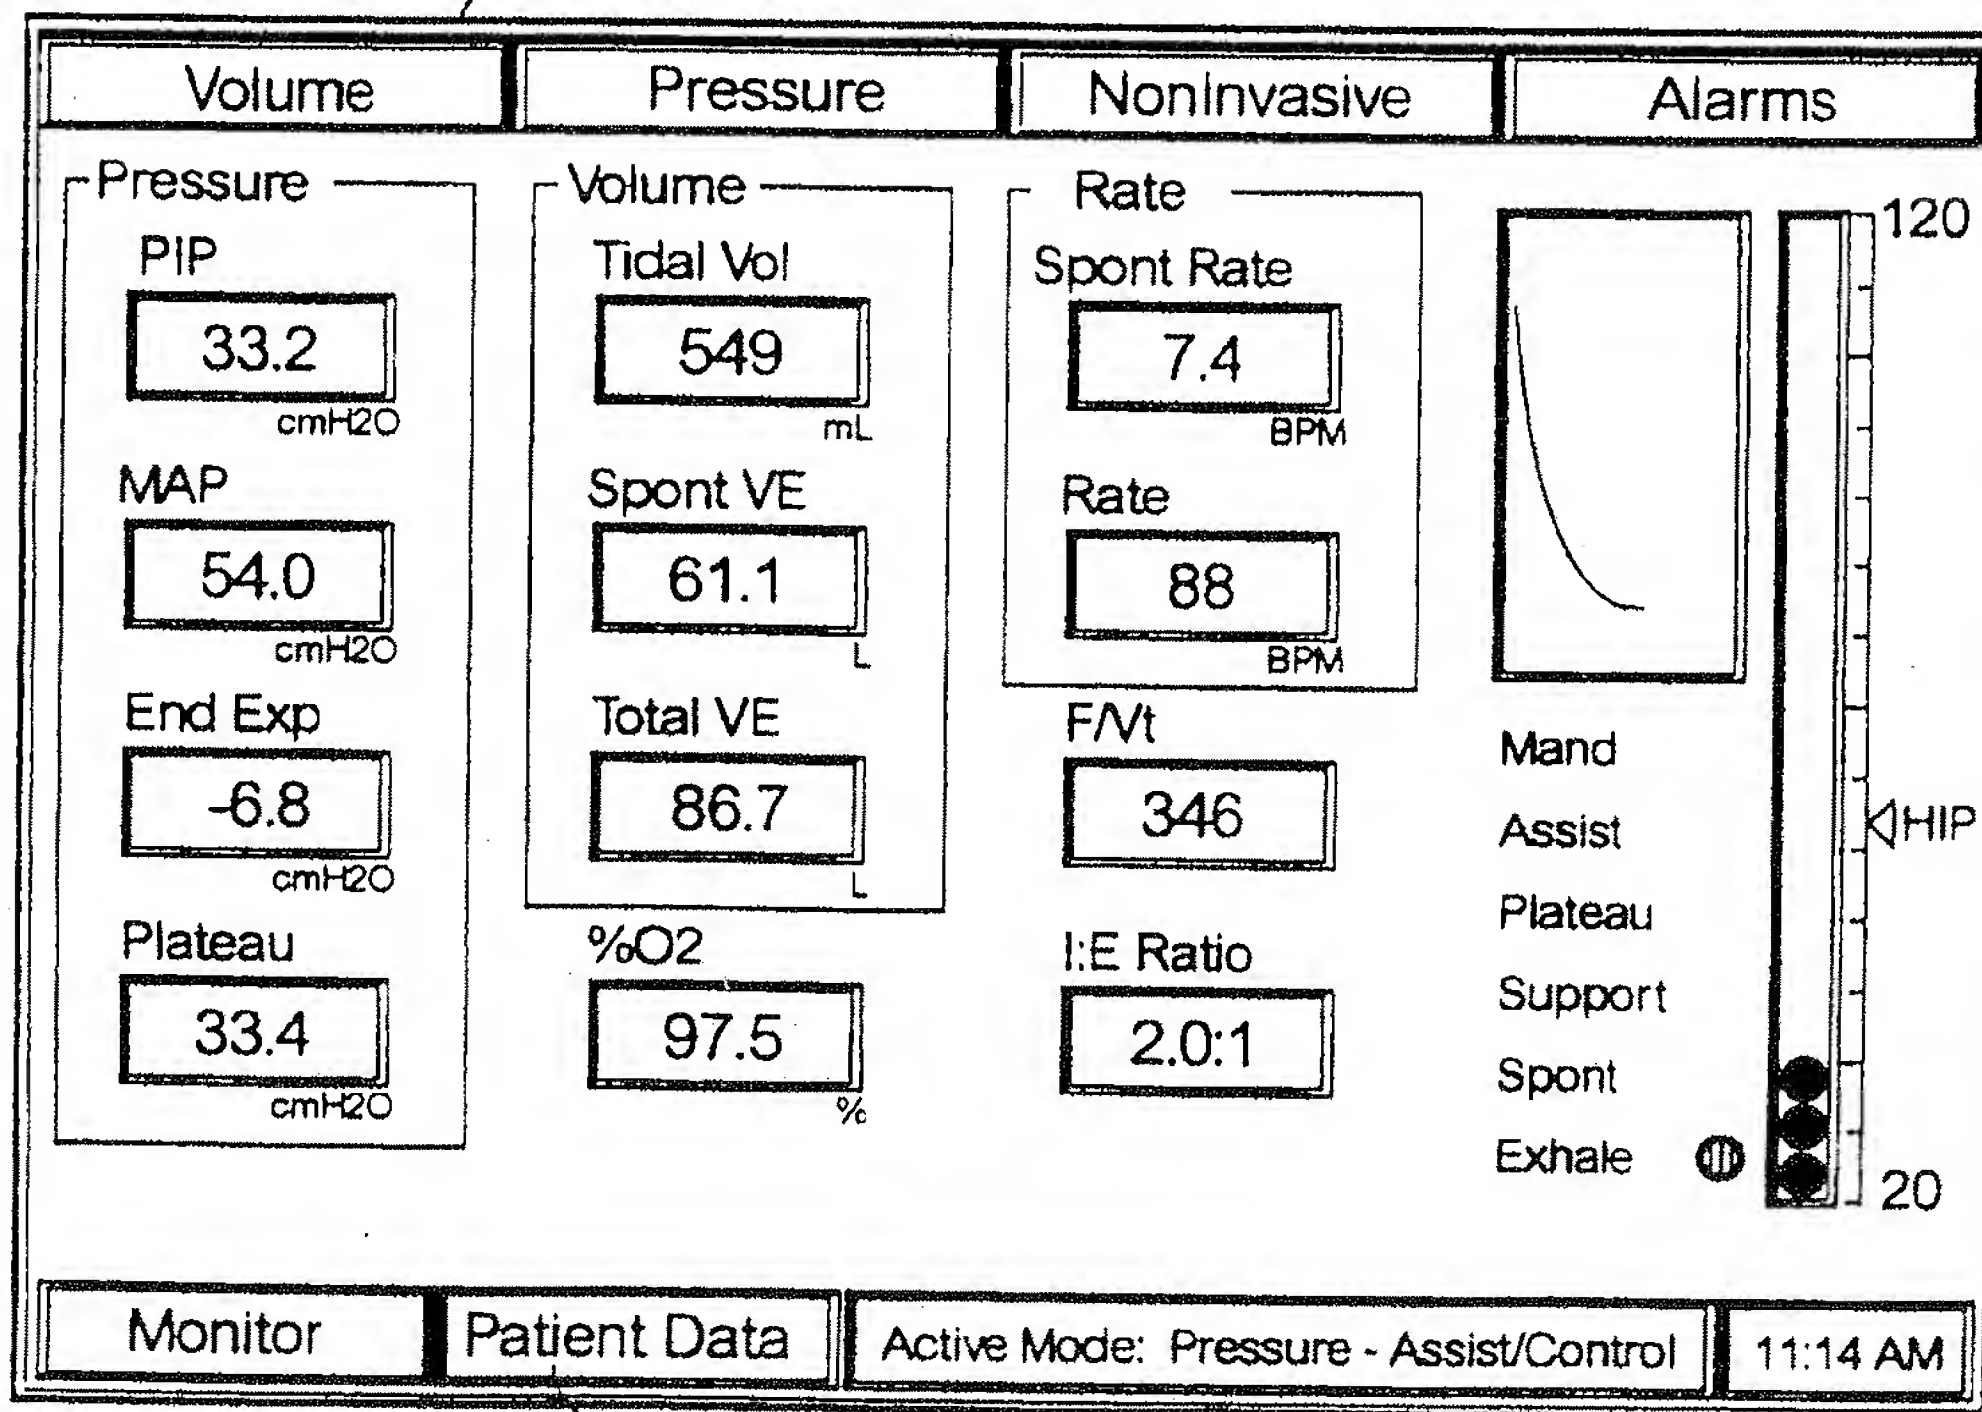 Volume Pressure NonInvasive Alarms
Pressure
PIP
33.2
cmH2O
MAP
54.0
cmH2O
End Exp
-6.8
cmH2O
Plateau
33.4
cmH2O
Volume
Tidal Vol
549
mL
Spont VE
61.1
L
Total VE
86.7
L
%O2
97.5
%
Rate
Spont Rate
7.4
BPM
Rate
88
BPM
F/Vt
346
I:E Ratio
2.0:1
Mand
Assist
Plateau
Support
Spont
Exhale
120
HIP
20
Monitor Patient Data Active Mode: Pressure - Assist/Control 11:14 AM